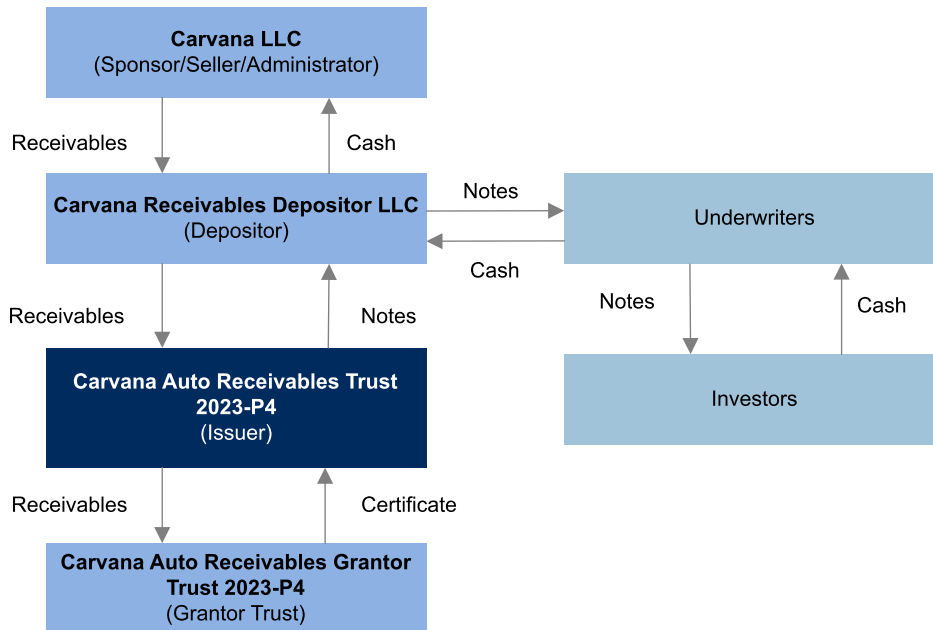 Carvana LLC
(Sponsor/Seller/Administrator)
Receivables
Cash
Carvana Receivables Depositor LLC
(Depositor)
Notes
Cash
Underwriters
Receivables
Notes
Notes
Cash
Carvana Auto Receivables Trust
2023-P4
(Issuer)
Investors
Receivables
Certificate
Carvana Auto Receivables Grantor
Trust 2023-P4
(Grantor Trust)